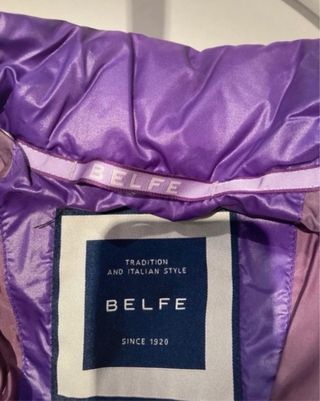 BELFE
TRADITION
AND ITALIAN STYLE
BELFE
SINCE 1920